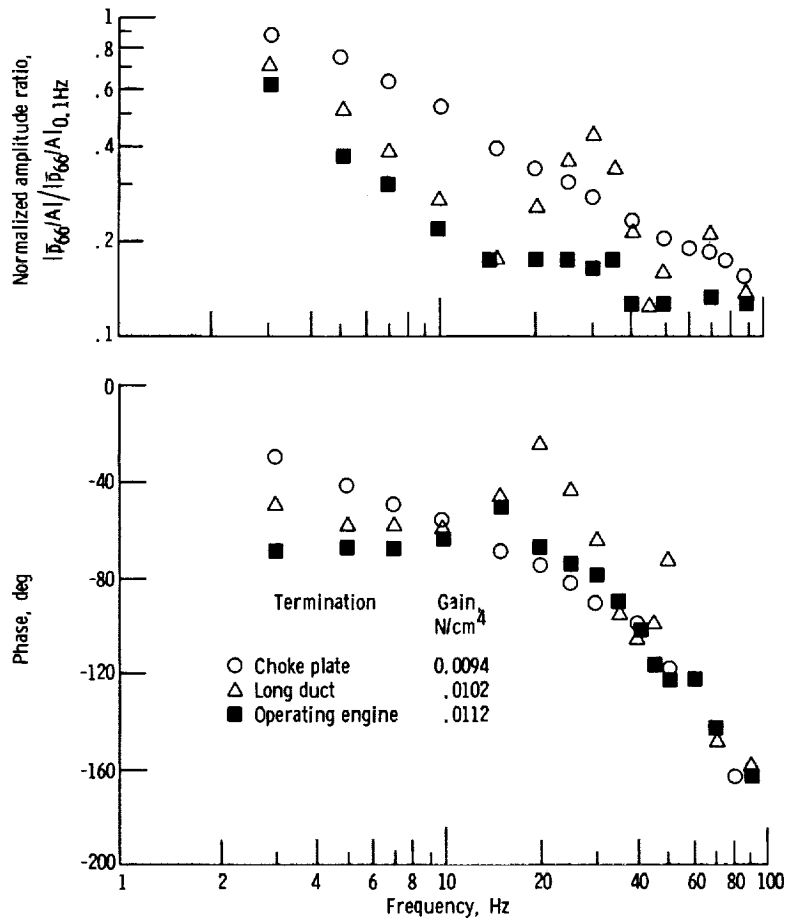 1
.8
.6
.4
.2
.1
Normalized amplitude ratio,
|p̅66/A|/|p̅66/A|0.1Hz
0
-40
-80
-120
-160
-200
Phase, deg
Termination Gain, N/cm4
Choke plate 0.0094
Long duct .0102
Operating engine .0112
1 2 4 6 8 10 20 40 60 80 100
Frequency, Hz